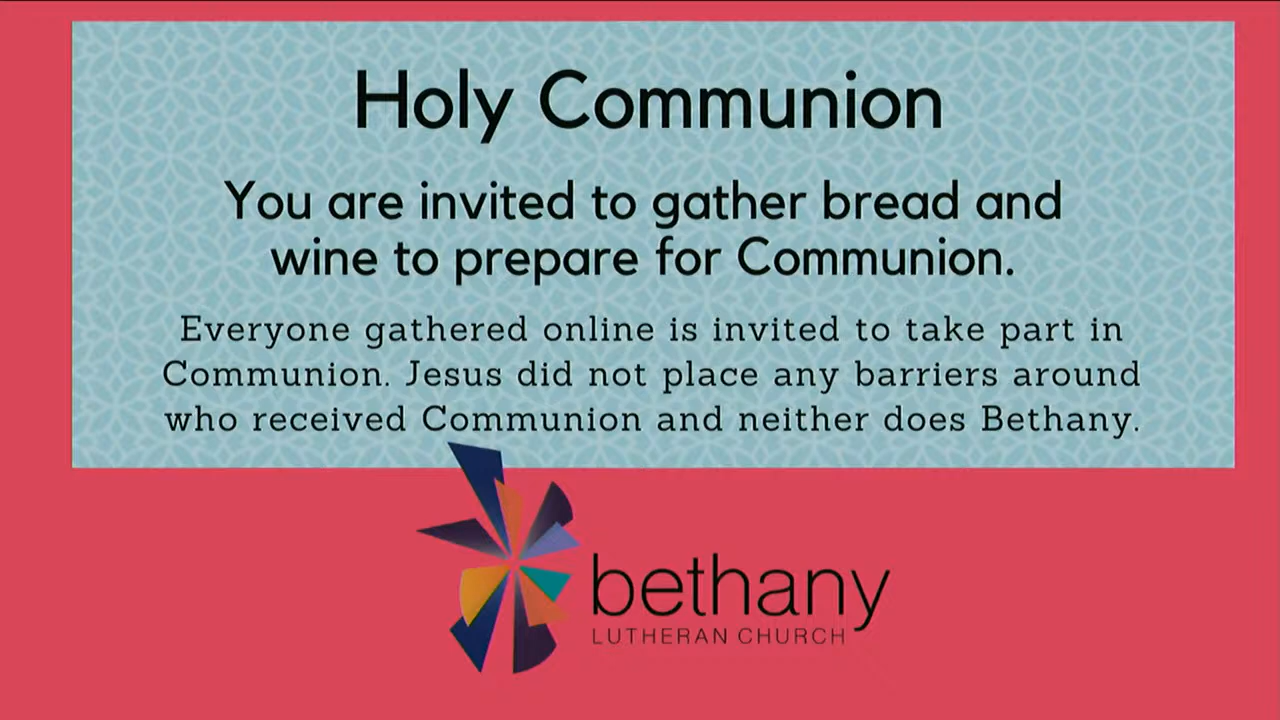 Holy Communion
You are invited to gather bread and
wine to prepare for Communion.
Everyone gathered online is invited to take part in
Communion. Jesus did not place any barriers around
who received Communion and neither does Bethany.
bethany
LUTHERAN CHURCH